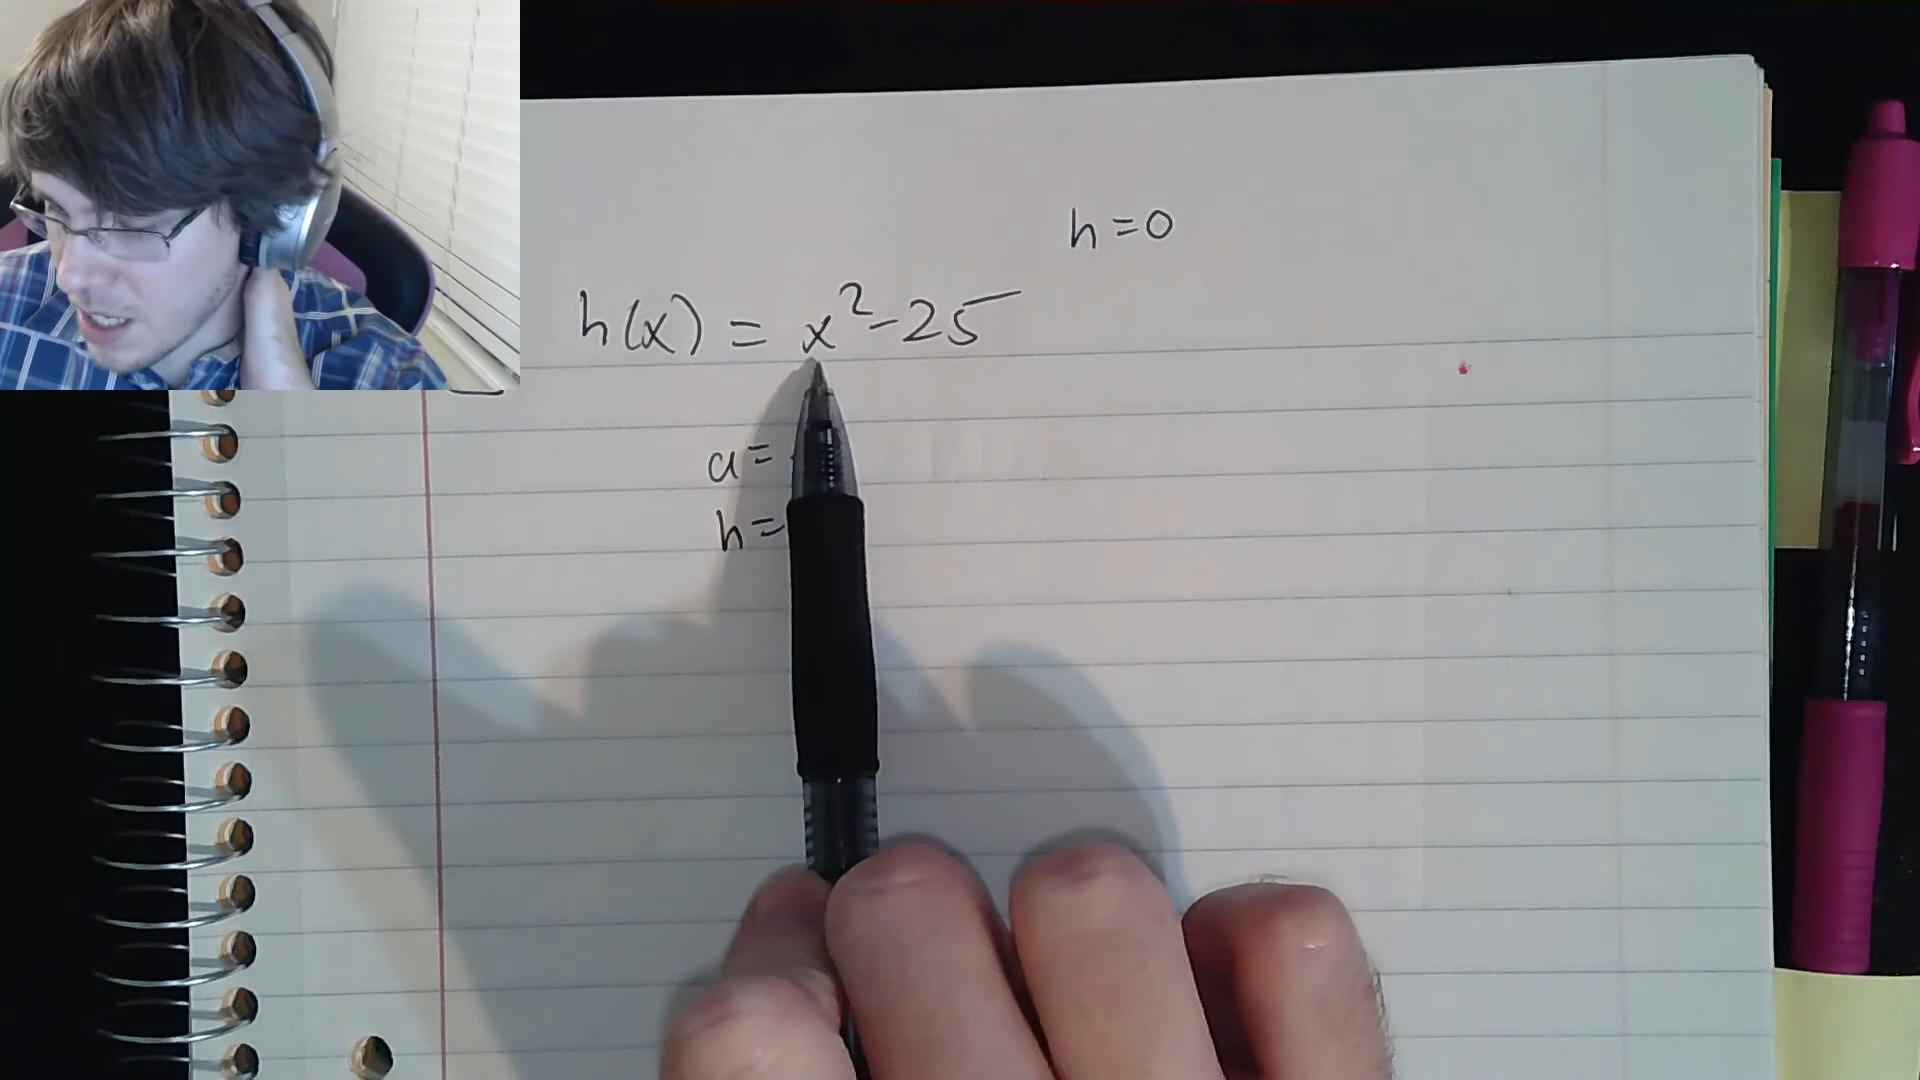 h=0
h(x) = x²-25
a=
h=